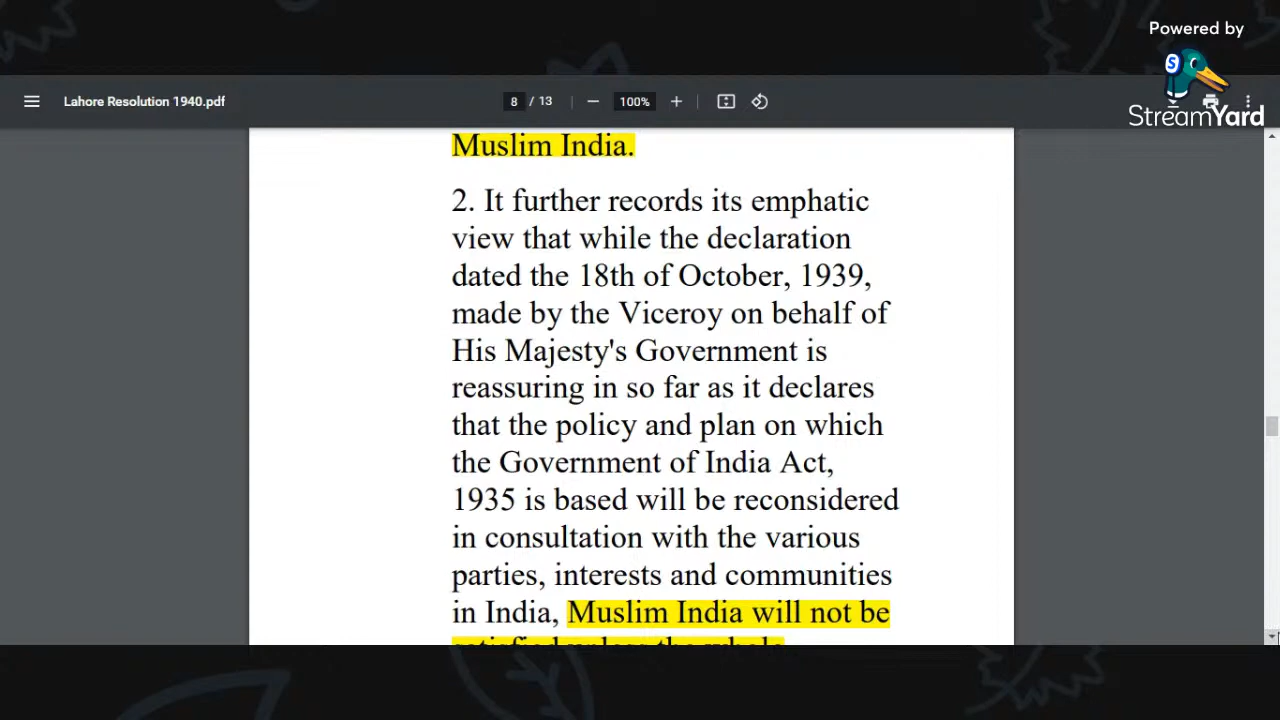 Powered by
StreamYard
Lahore Resolution 1940.pdf
8 / 13
100%
Muslim India.
2. It further records its emphatic
view that while the declaration
dated the 18th of October, 1939,
made by the Viceroy on behalf of
His Majesty's Government is
reassuring in so far as it declares
that the policy and plan on which
the Government of India Act,
1935 is based will be reconsidered
in consultation with the various
parties, interests and communities
in India, Muslim India will not be
satisfied unless the whole